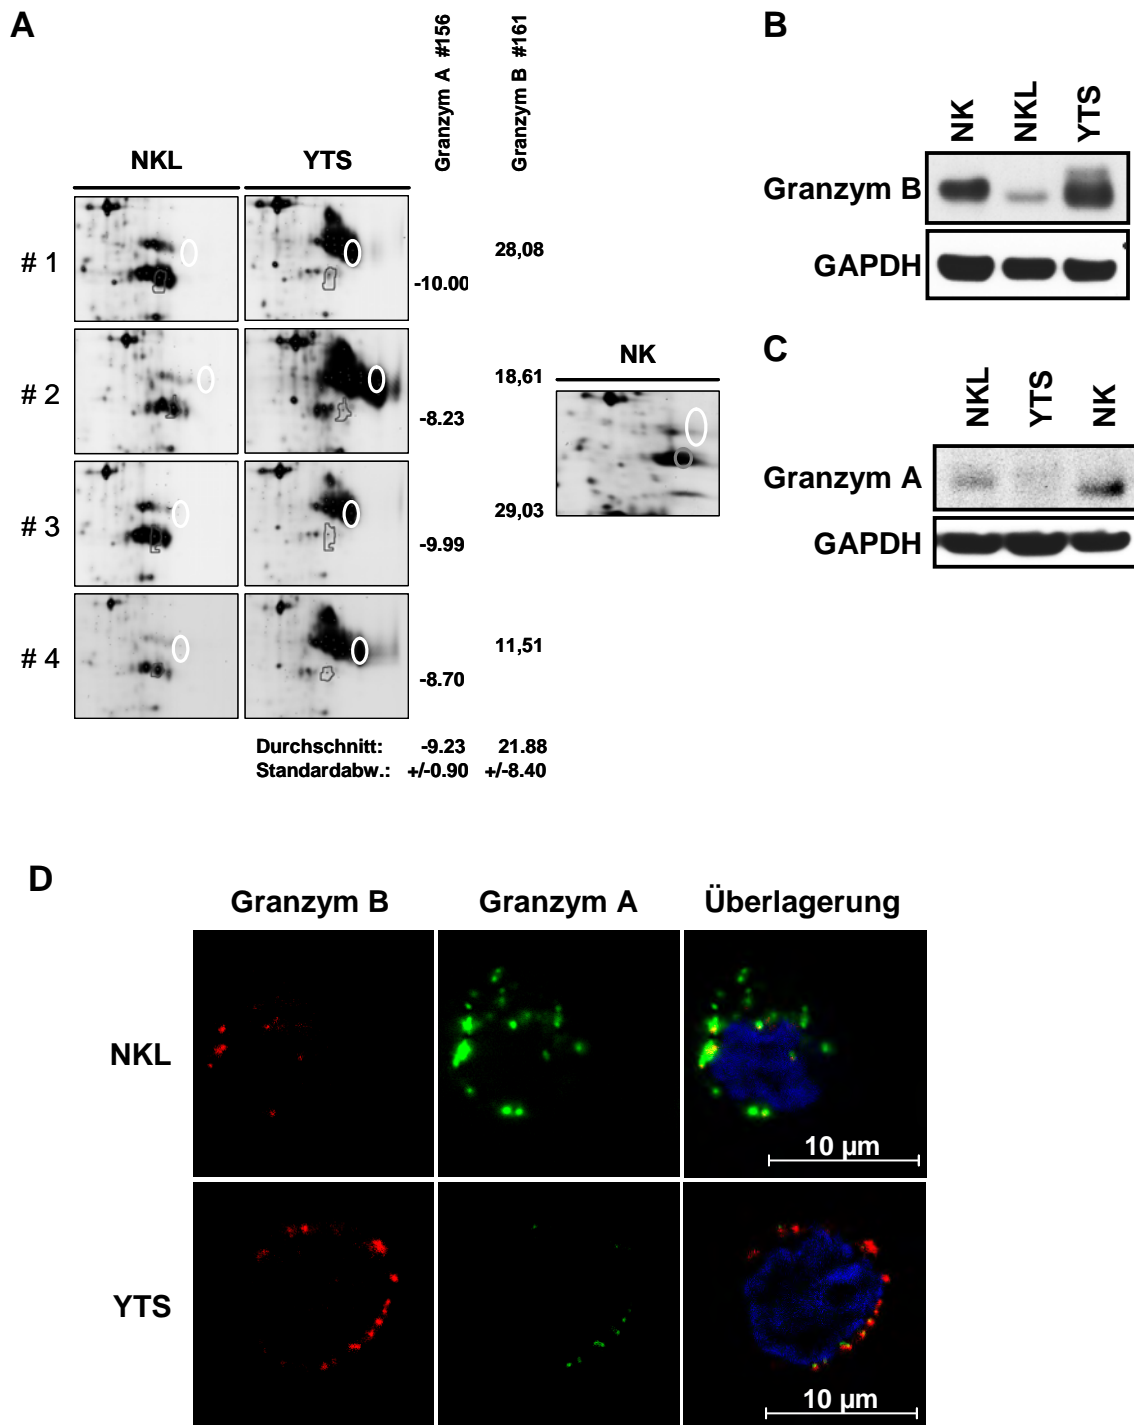 A
Granzym A #156
Granzym B #161
NKL
YTS
# 1
28,08
-10.00
# 2
18,61
-8.23
# 3
29,03
-9.99
# 4
11,51
-8.70
Durchschnitt: -9.23 21.88
Standardabw.: +/-0.90 +/-8.40
NK
B
NK
NKL
YTS
Granzym B
GAPDH
C
NKL
YTS
NK
Granzym A
GAPDH
D
Granzym B Granzym A Überlagerung
NKL
10 µm
YTS
10 µm